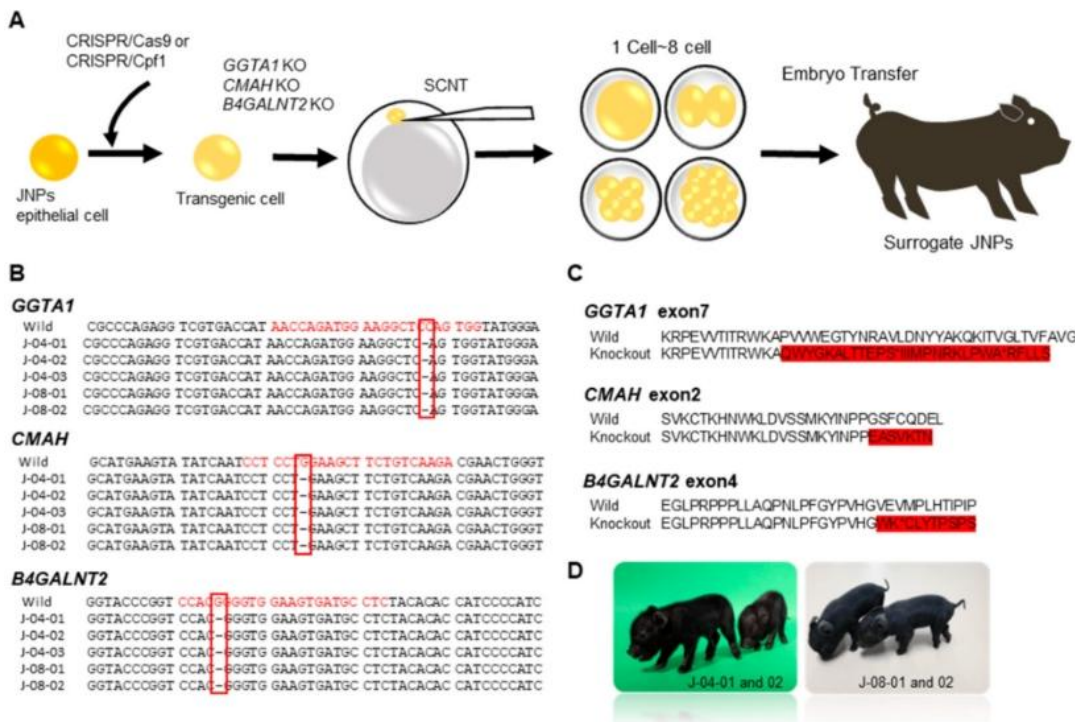 A
CRISPR/Cas9 or
CRISPR/Cpf1
GGTA1 KO
CMAH KO
B4GALNT2 KO
SCNT
1 Cell~8 cell
Embryo Transfer
JNPs
epithelial cell
Transgenic cell
Surrogate JNPs
B
GGTA1
Wild CGCCCAGAGG TCGTGACCAT AACCAGATGG AAGGCTCCAG TGGTATGGGA
J-04-01 CGCCCAGAGG TCGTGACCAT AACCAGATGG AAGGCTC-AG TGGTATGGGA
J-04-02 CGCCCAGAGG TCGTGACCAT AACCAGATGG AAGGCTC-AG TGGTATGGGA
J-04-03 CGCCCAGAGG TCGTGACCAT AACCAGATGG AAGGCTC-AG TGGTATGGGA
J-08-01 CGCCCAGAGG TCGTGACCAT AACCAGATGG AAGGCTC-AG TGGTATGGGA
J-08-02 CGCCCAGAGG TCGTGACCAT AACCAGATGG AAGGCTC-AG TGGTATGGGA
CMAH
Wild GCATGAAGTA TATCAATCCT CCTGGAAGCT TCTGTCAAGA CGAACTGGGT
J-04-01 GCATGAAGTA TATCAATCCT CCT-GAAGCT TCTGTCAAGA CGAACTGGGT
J-04-02 GCATGAAGTA TATCAATCCT CCT-GAAGCT TCTGTCAAGA CGAACTGGGT
J-04-03 GCATGAAGTA TATCAATCCT CCT-GAAGCT TCTGTCAAGA CGAACTGGGT
J-08-01 GCATGAAGTA TATCAATCCT CCT-GAAGCT TCTGTCAAGA CGAACTGGGT
J-08-02 GCATGAAGTA TATCAATCCT CCT-GAAGCT TCTGTCAAGA CGAACTGGGT
B4GALNT2
Wild GGTACCCGGT CCACGGGGTG GAAGTGATGC CTCTACACAC CATCCCCATC
J-04-01 GGTACCCGGT CCAC-GGGTG GAAGTGATGC CTCTACACAC CATCCCCATC
J-04-02 GGTACCCGGT CCAC-GGGTG GAAGTGATGC CTCTACACAC CATCCCCATC
J-04-03 GGTACCCGGT CCAC-GGGTG GAAGTGATGC CTCTACACAC CATCCCCATC
J-08-01 GGTACCCGGT CCAC-GGGTG GAAGTGATGC CTCTACACAC CATCCCCATC
J-08-02 GGTACCCGGT CCAC-GGGTG GAAGTGATGC CTCTACACAC CATCCCCATC
C
GGTA1 exon7
Wild KRPEVVTITRWKAPVVWEGTYNRAVLDNYYAKQKITVGLTVFAVG
Knockout KRPEVVTITRWKAQWYGKALTTEPS*IIIMPNRKLPWA*RFLLS
CMAH exon2
Wild SVKCTKHNWKLDVSSMKYINPPGSFCQDEL
Knockout SVKCTKHNWKLDVSSMKYINPPEASVKTN
B4GALNT2 exon4
Wild EGLPRPPPLLAQPNLPFGYPVHGVEVMPLHTIPIP
Knockout EGLPRPPPLLAQPNLPFGYPVHGWK*CLYTPSPS
D
J-04-01 and 02
J-08-01 and 02